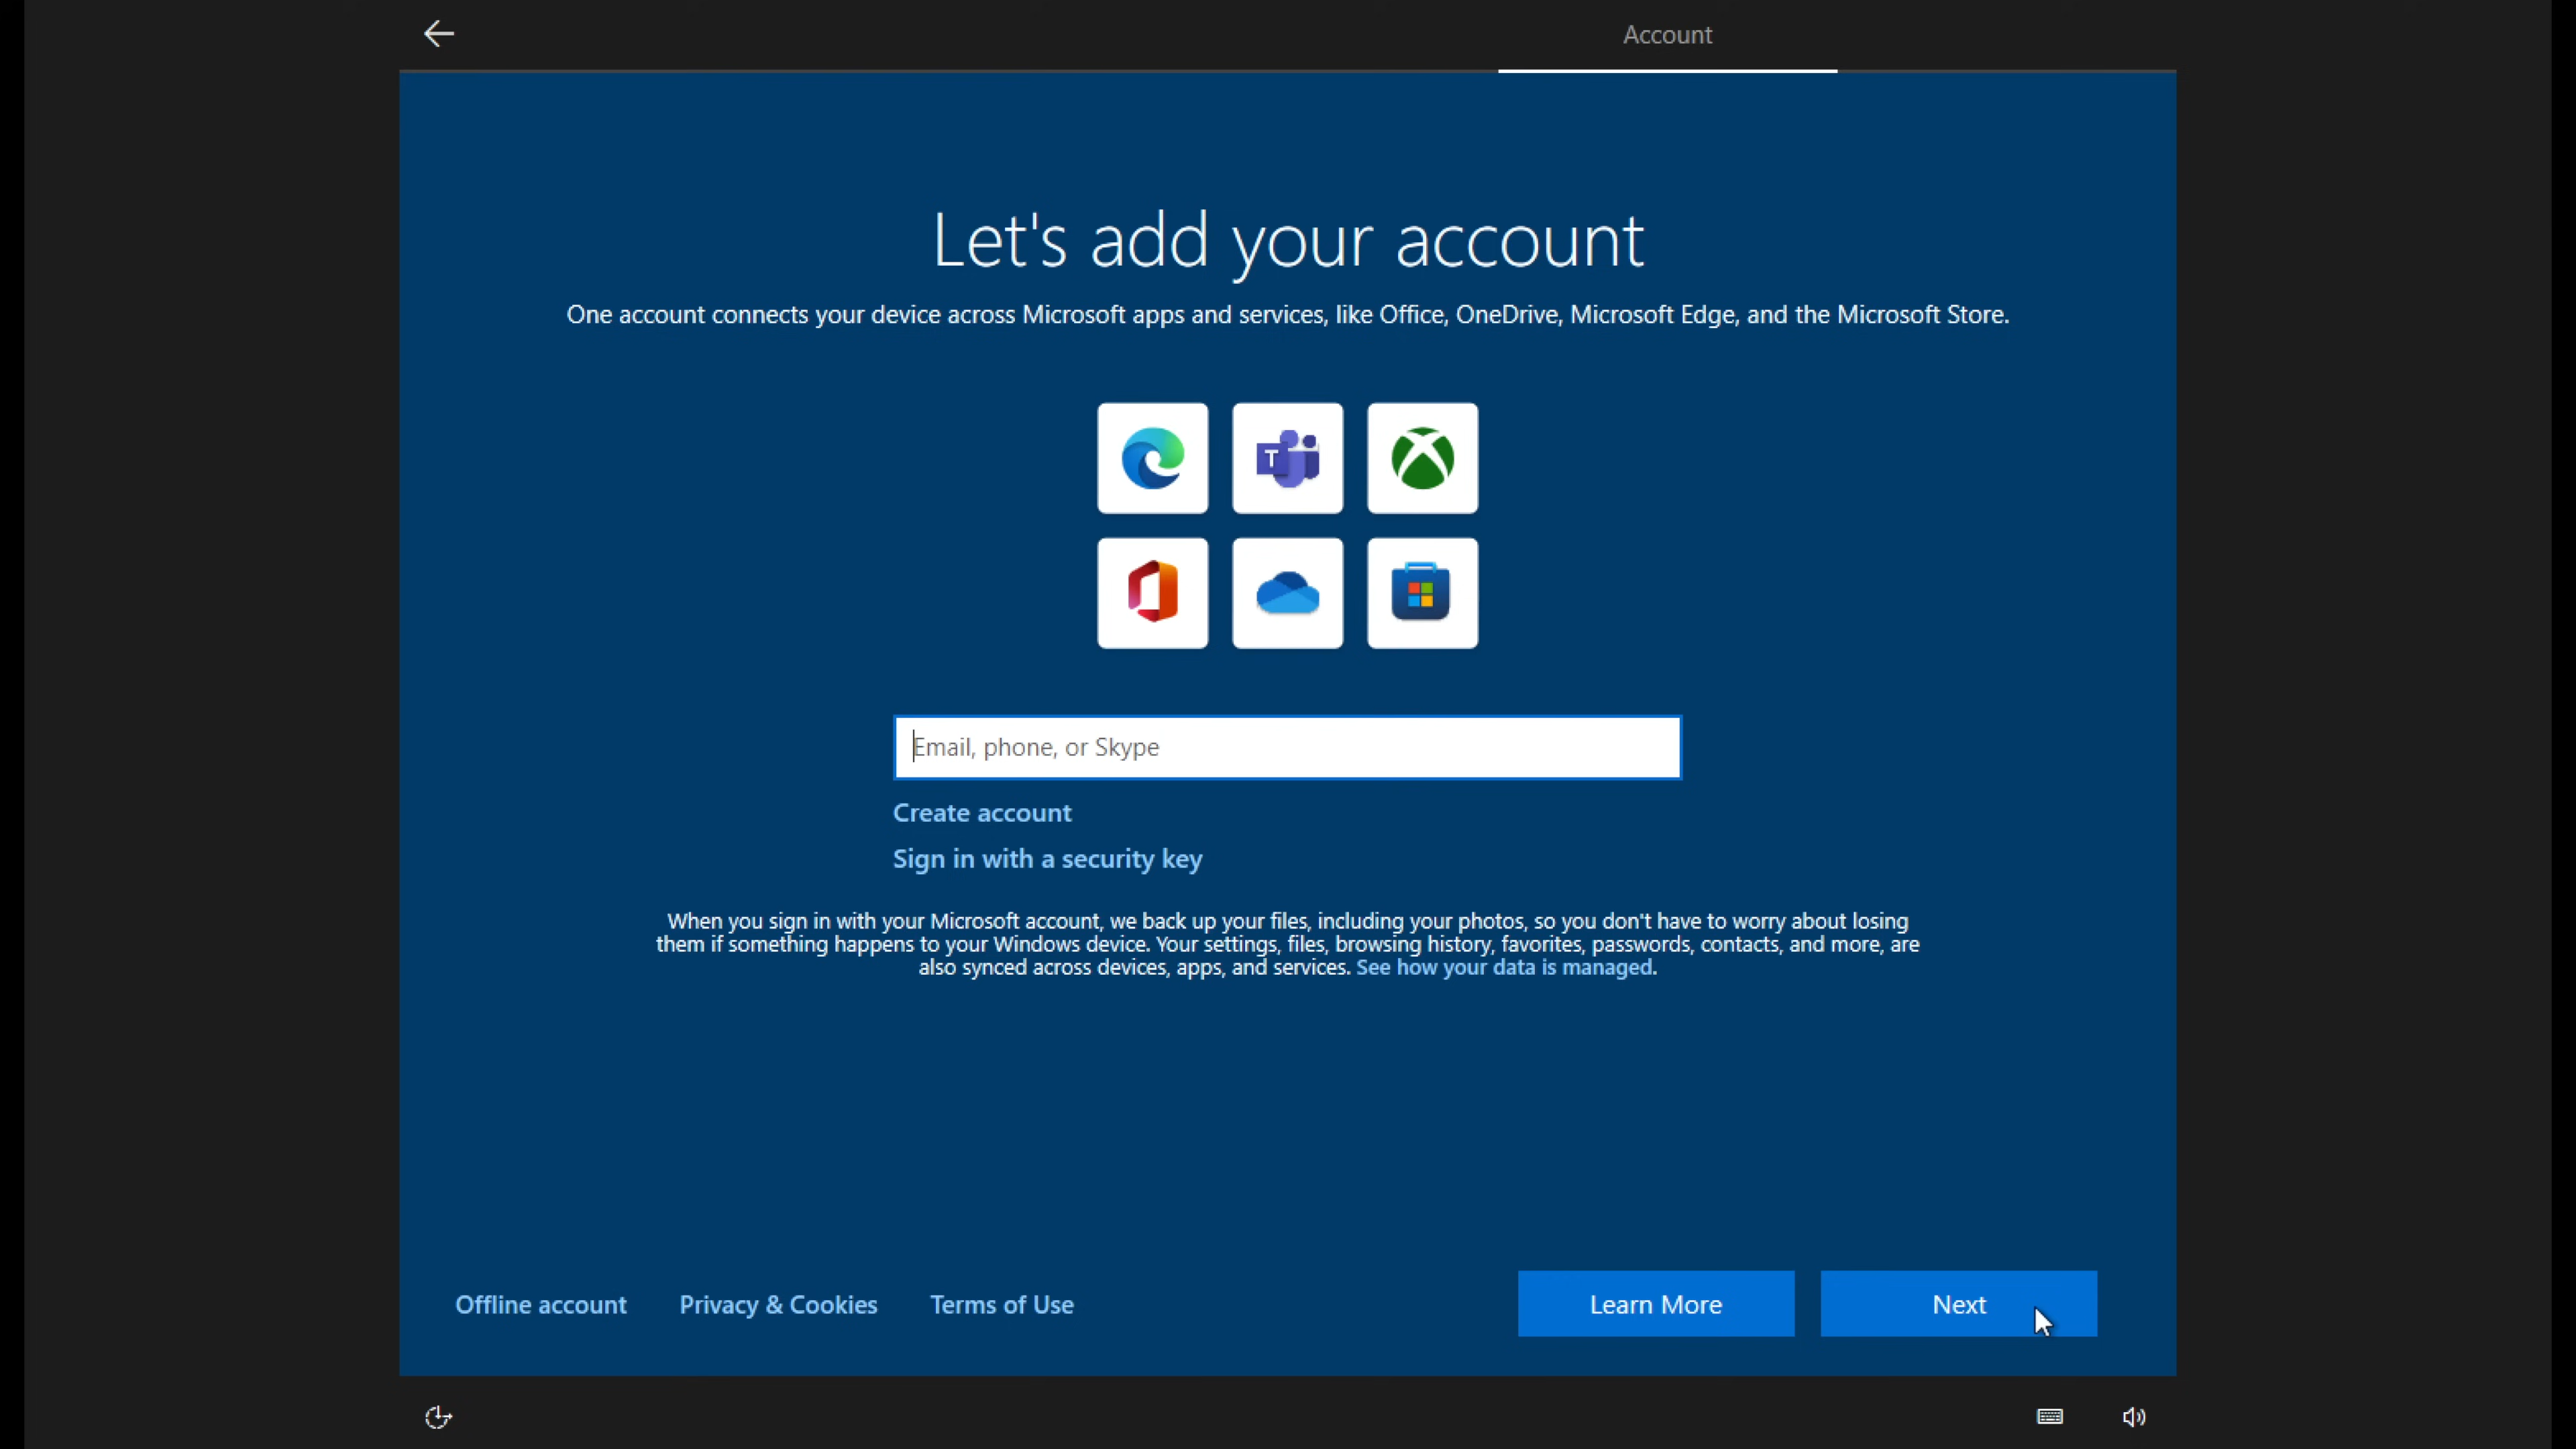 Account
Let's add your account
One account connects your device across Microsoft apps and services, like Office, OneDrive, Microsoft Edge, and the Microsoft Store.
T
Email, phone, or Skype
Create account
Sign in with a security key
When you sign in with your Microsoft account, we back up your files, including your photos, so you don't have to worry about losing
them if something happens to your Windows device. Your settings, files, browsing history, favorites, passwords, contacts, and more, are
also synced across devices, apps, and services. See how your data is managed.
Offline account Privacy & Cookies Terms of Use Learn More Next